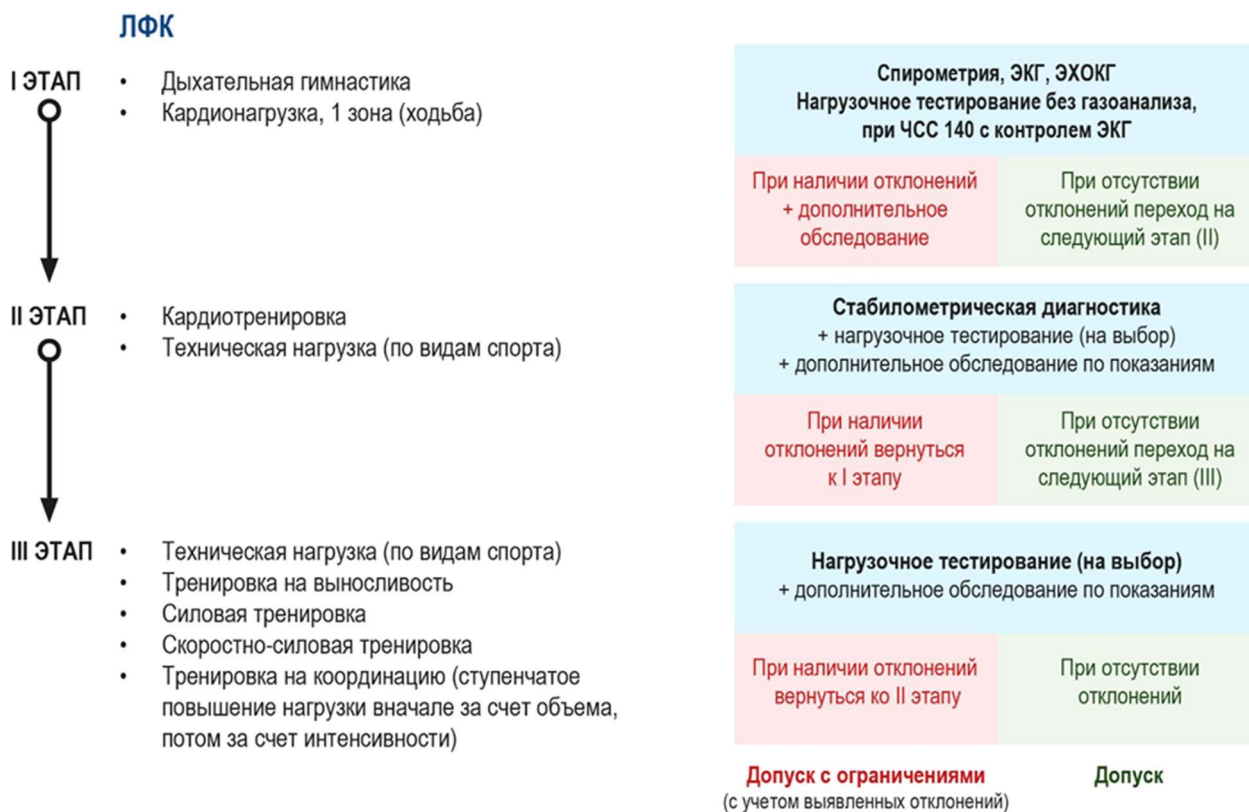 ЛФК
I ЭТАП
• Дыхательная гимнастика
• Кардионагрузка, 1 зона (ходьба)
Спирометрия, ЭКГ, ЭХОКГ
Нагрузочное тестирование без газоанализа,
при ЧСС 140 с контролем ЭКГ
При наличии отклонений
+ дополнительное
обследование
При отсутствии
отклонений переход на
следующий этап (II)
II ЭТАП
• Кардиотренировка
• Техническая нагрузка (по видам спорта)
Стабилометрическая диагностика
+ нагрузочное тестирование (на выбор)
+ дополнительное обследование по показаниям
При наличии
отклонений вернуться
к I этапу
При отсутствии
отклонений переход на
следующий этап (III)
III ЭТАП
• Техническая нагрузка (по видам спорта)
• Тренировка на выносливость
• Силовая тренировка
• Скоростно-силовая тренировка
• Тренировка на координацию (ступенчатое
повышение нагрузки вначале за счет объема,
потом за счет интенсивности)
Нагрузочное тестирование (на выбор)
+ дополнительное обследование по показаниям
При наличии отклонений
вернуться ко II этапу
При отсутствии
отклонений
Допуск с ограничениями
(с учетом выявленных отклонений)
Допуск